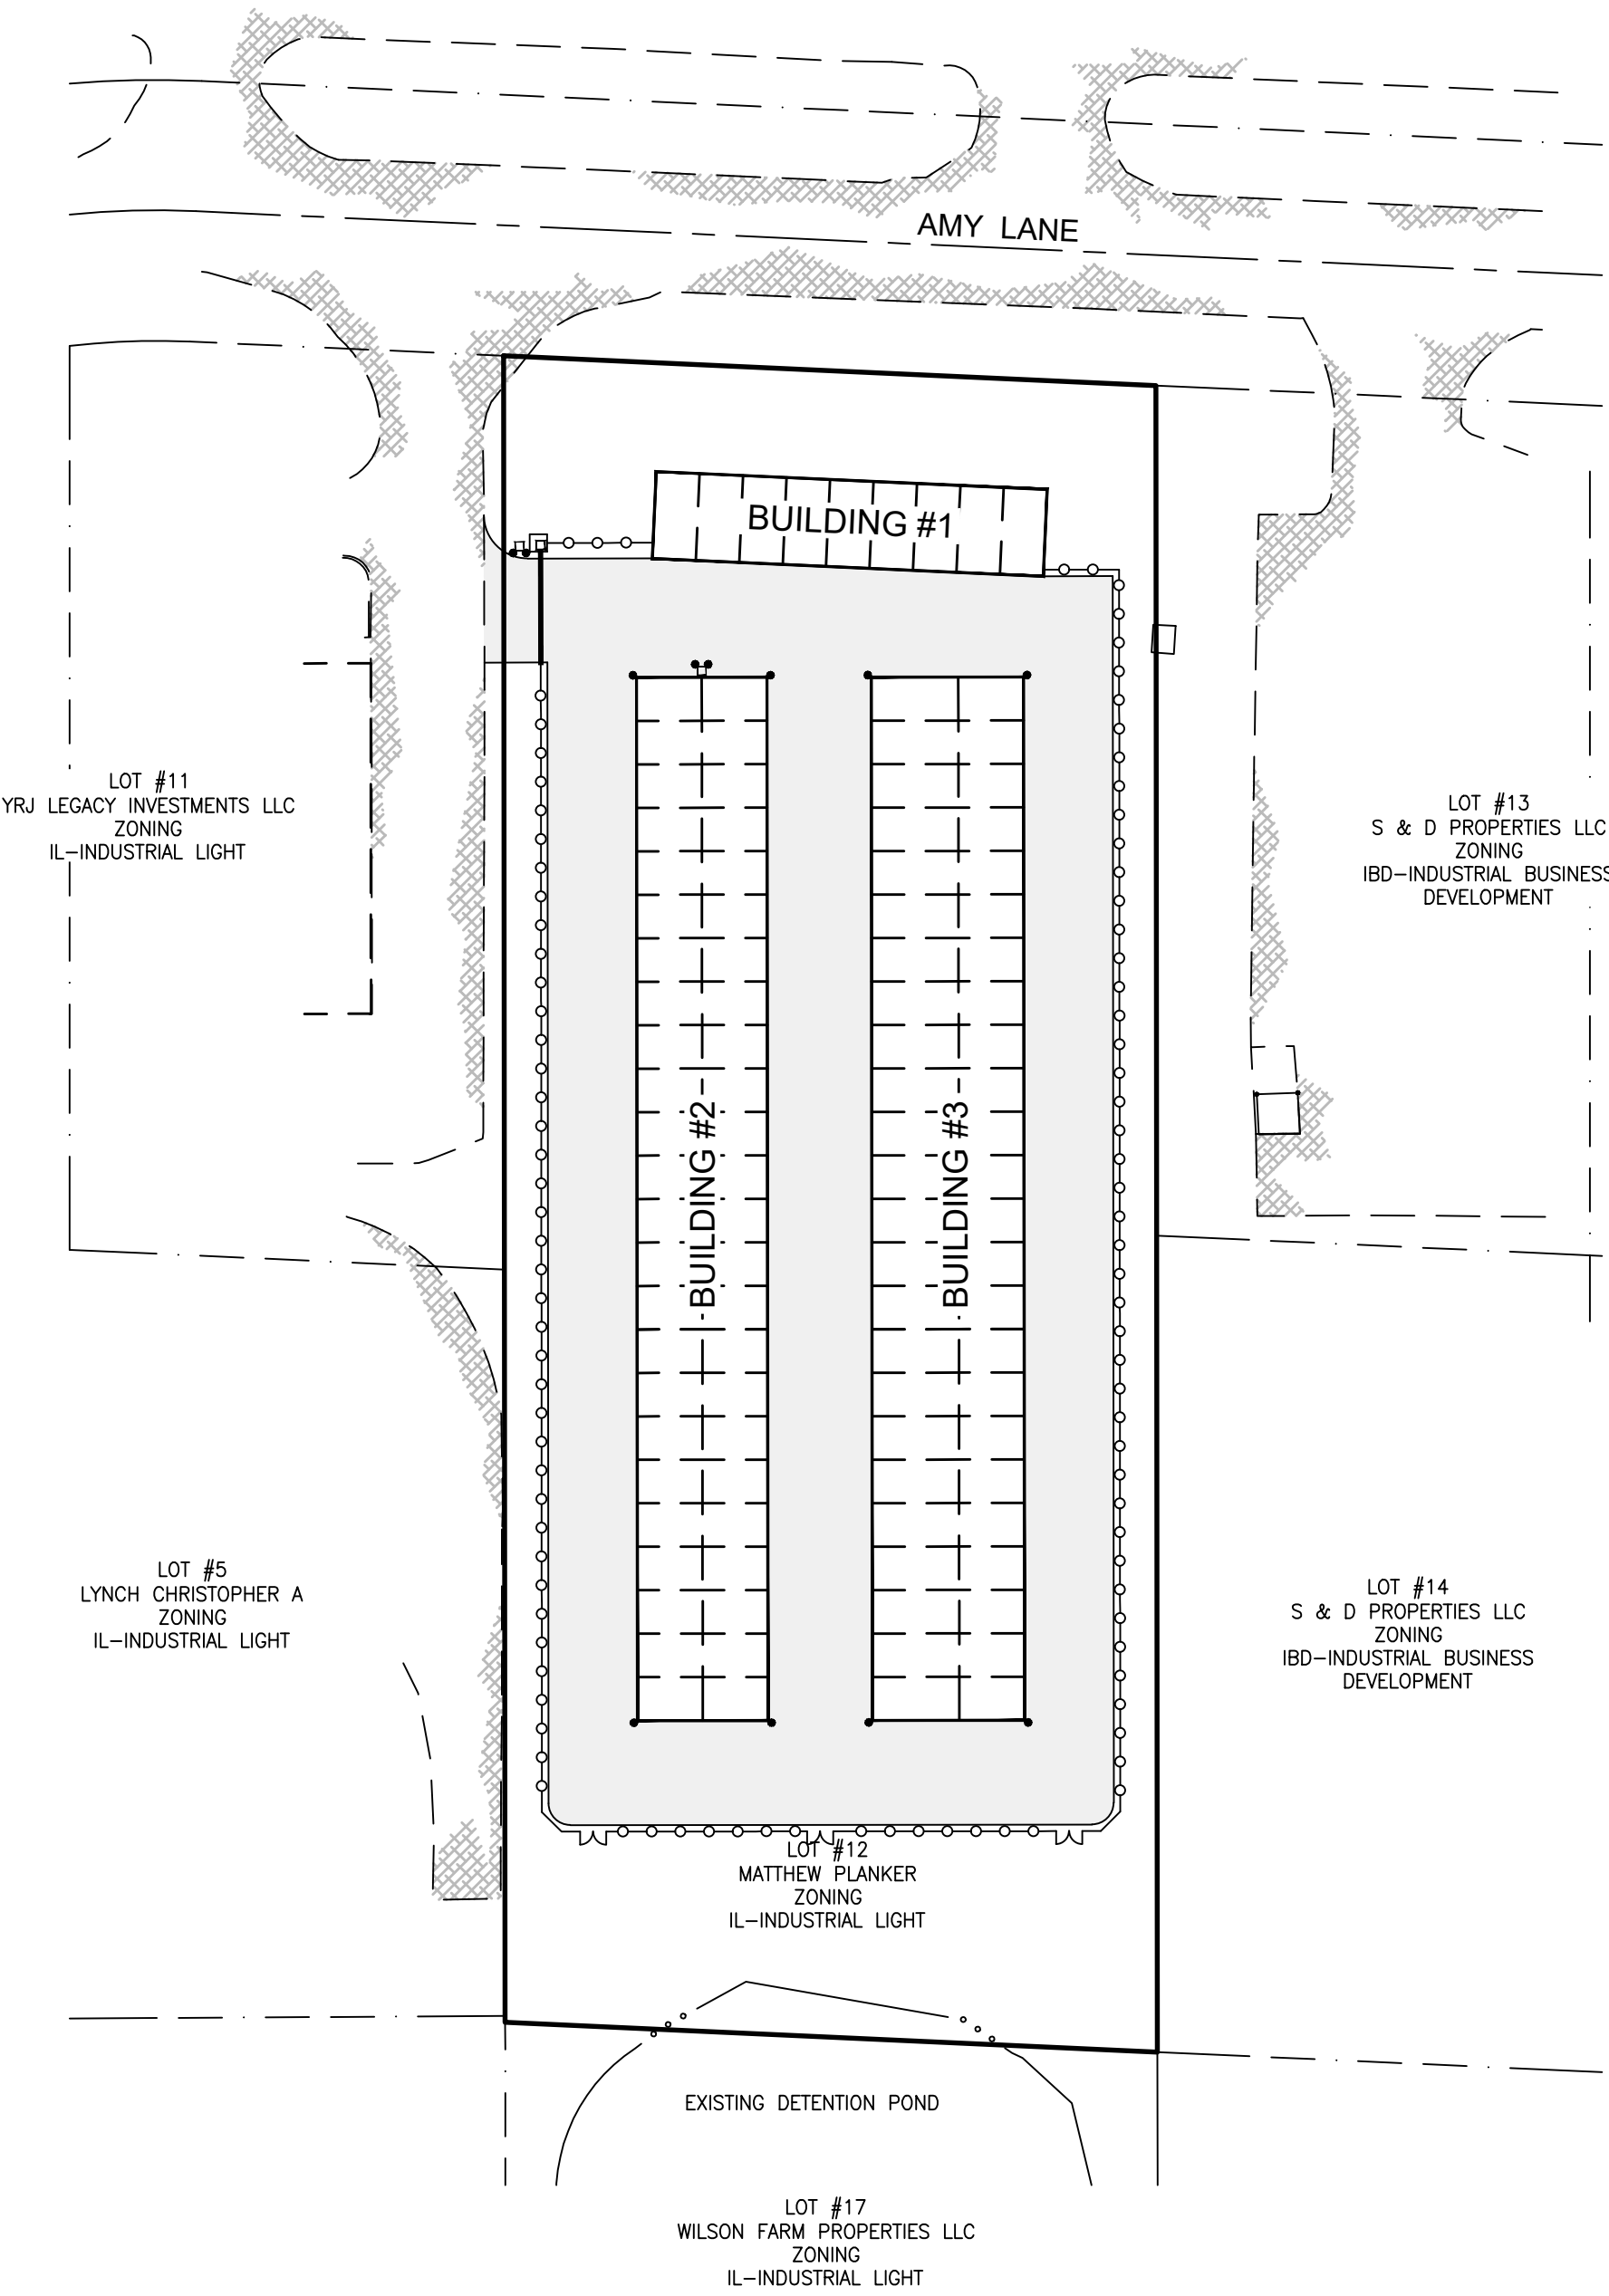 AMY LANE
BUILDING #1
LOT #11
YRJ LEGACY INVESTMENTS LLC
ZONING
IL-INDUSTRIAL LIGHT
LOT #13
S & D PROPERTIES LLC
ZONING
IBD-INDUSTRIAL BUSINESS
DEVELOPMENT
BUILDING #2
BUILDING #3
LOT #5
LYNCH CHRISTOPHER A
ZONING
IL-INDUSTRIAL LIGHT
LOT #14
S & D PROPERTIES LLC
ZONING
IBD-INDUSTRIAL BUSINESS
DEVELOPMENT
LOT #12
MATTHEW PLANKER
ZONING
IL-INDUSTRIAL LIGHT
EXISTING DETENTION POND
LOT #17
WILSON FARM PROPERTIES LLC
ZONING
IL-INDUSTRIAL LIGHT